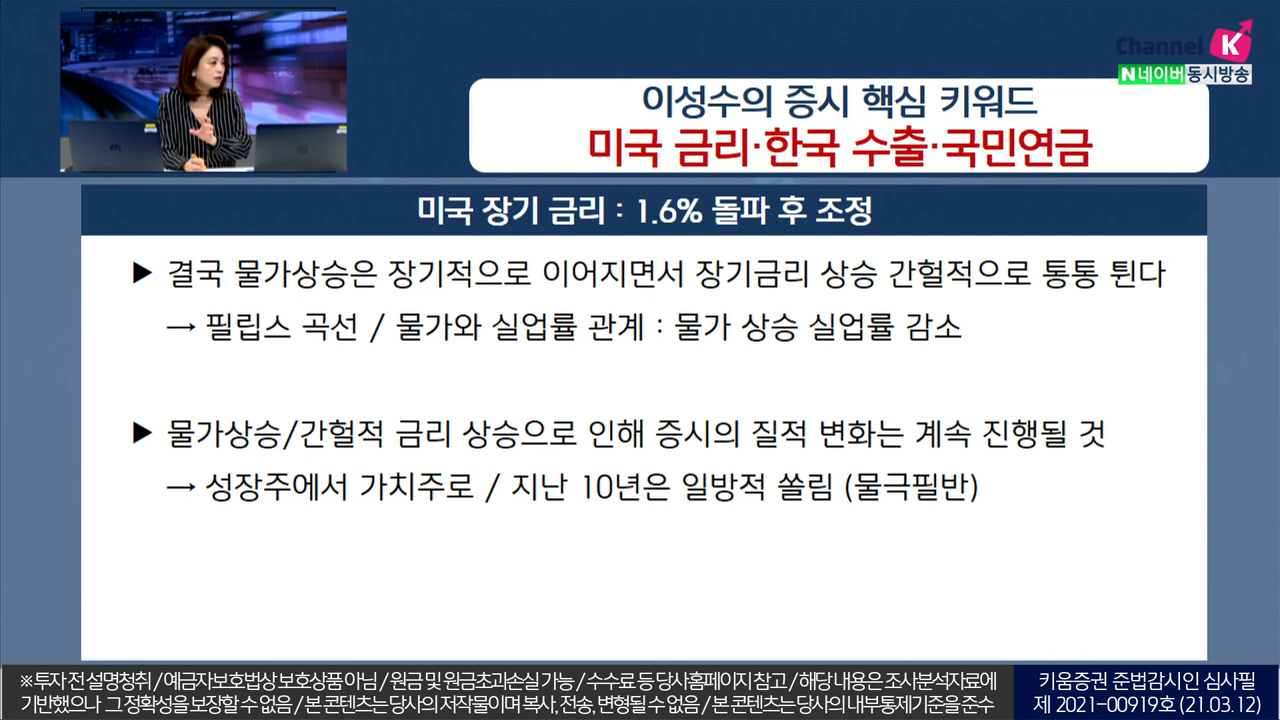 Channel K
N 네이버 동시방송
이성수의 증시 핵심 키워드
미국 금리·한국 수출·국민연금
미국 장기 금리 : 1.6% 돌파 후 조정
▶ 결국 물가상승은 장기적으로 이어지면서 장기금리 상승 간헐적으로 통통 튄다
→ 필립스 곡선 / 물가와 실업률 관계 : 물가 상승 실업률 감소
▶ 물가상승/간헐적 금리 상승으로 인해 증시의 질적 변화는 계속 진행될 것
→ 성장주에서 가치주로 / 지난 10년은 일방적 쏠림 (물극필반)
※ 투자 전 설명청취 / 예금자보호법상 보호상품 아님 / 원금 및 원금초과손실 가능 / 수수료 등 당사홈페이지 참고 / 해당 내용은 조사분석자료에
기반했으나 그 정확성을 보장할 수 없음 / 본 콘텐츠는 당사의 저작물이며 복사, 전송, 변형될 수 없음 / 본 콘텐츠는 당사의 내부통제기준을 준수
키움증권 준법감시인 심사필
제 2021-00919호 (21.03.12)